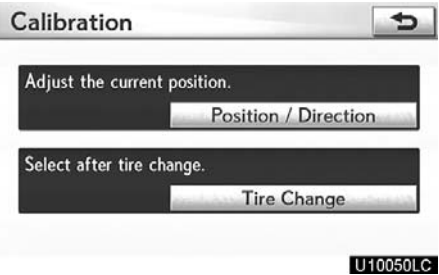 Calibration
Adjust the current position.
Position / Direction
Select after tire change.
Tire Change
U10050LC